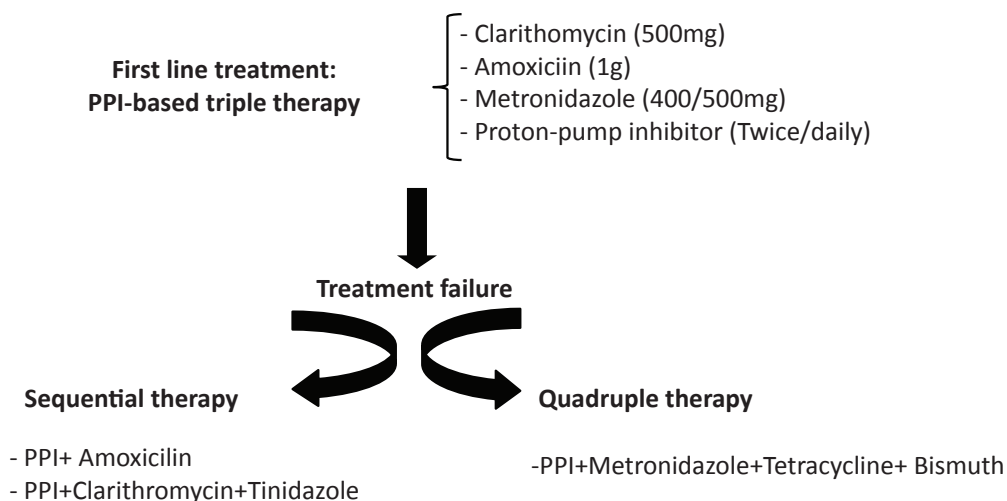 First line treatment:
PPI-based triple therapy
- Clarithomycin (500mg)
- Amoxiciin (1g)
- Metronidazole (400/500mg)
- Proton-pump inhibitor (Twice/daily)
Treatment failure
Sequential therapy
- PPI+ Amoxicilin
- PPI+Clarithromycin+Tinidazole
Quadruple therapy
-PPI+Metronidazole+Tetracycline+ Bismuth